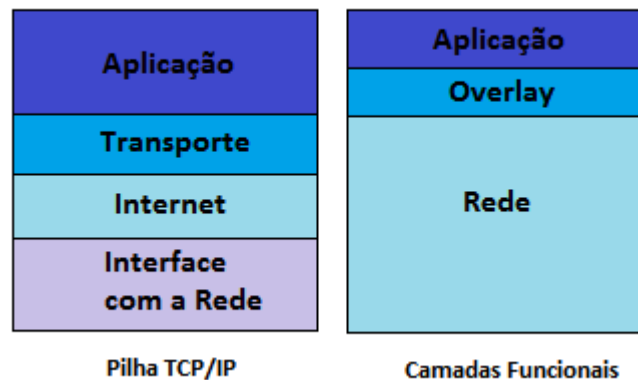 Aplicação
Transporte
Internet
Interface
com a Rede
Pilha TCP/IP
Aplicação
Overlay
Rede
Camadas Funcionais